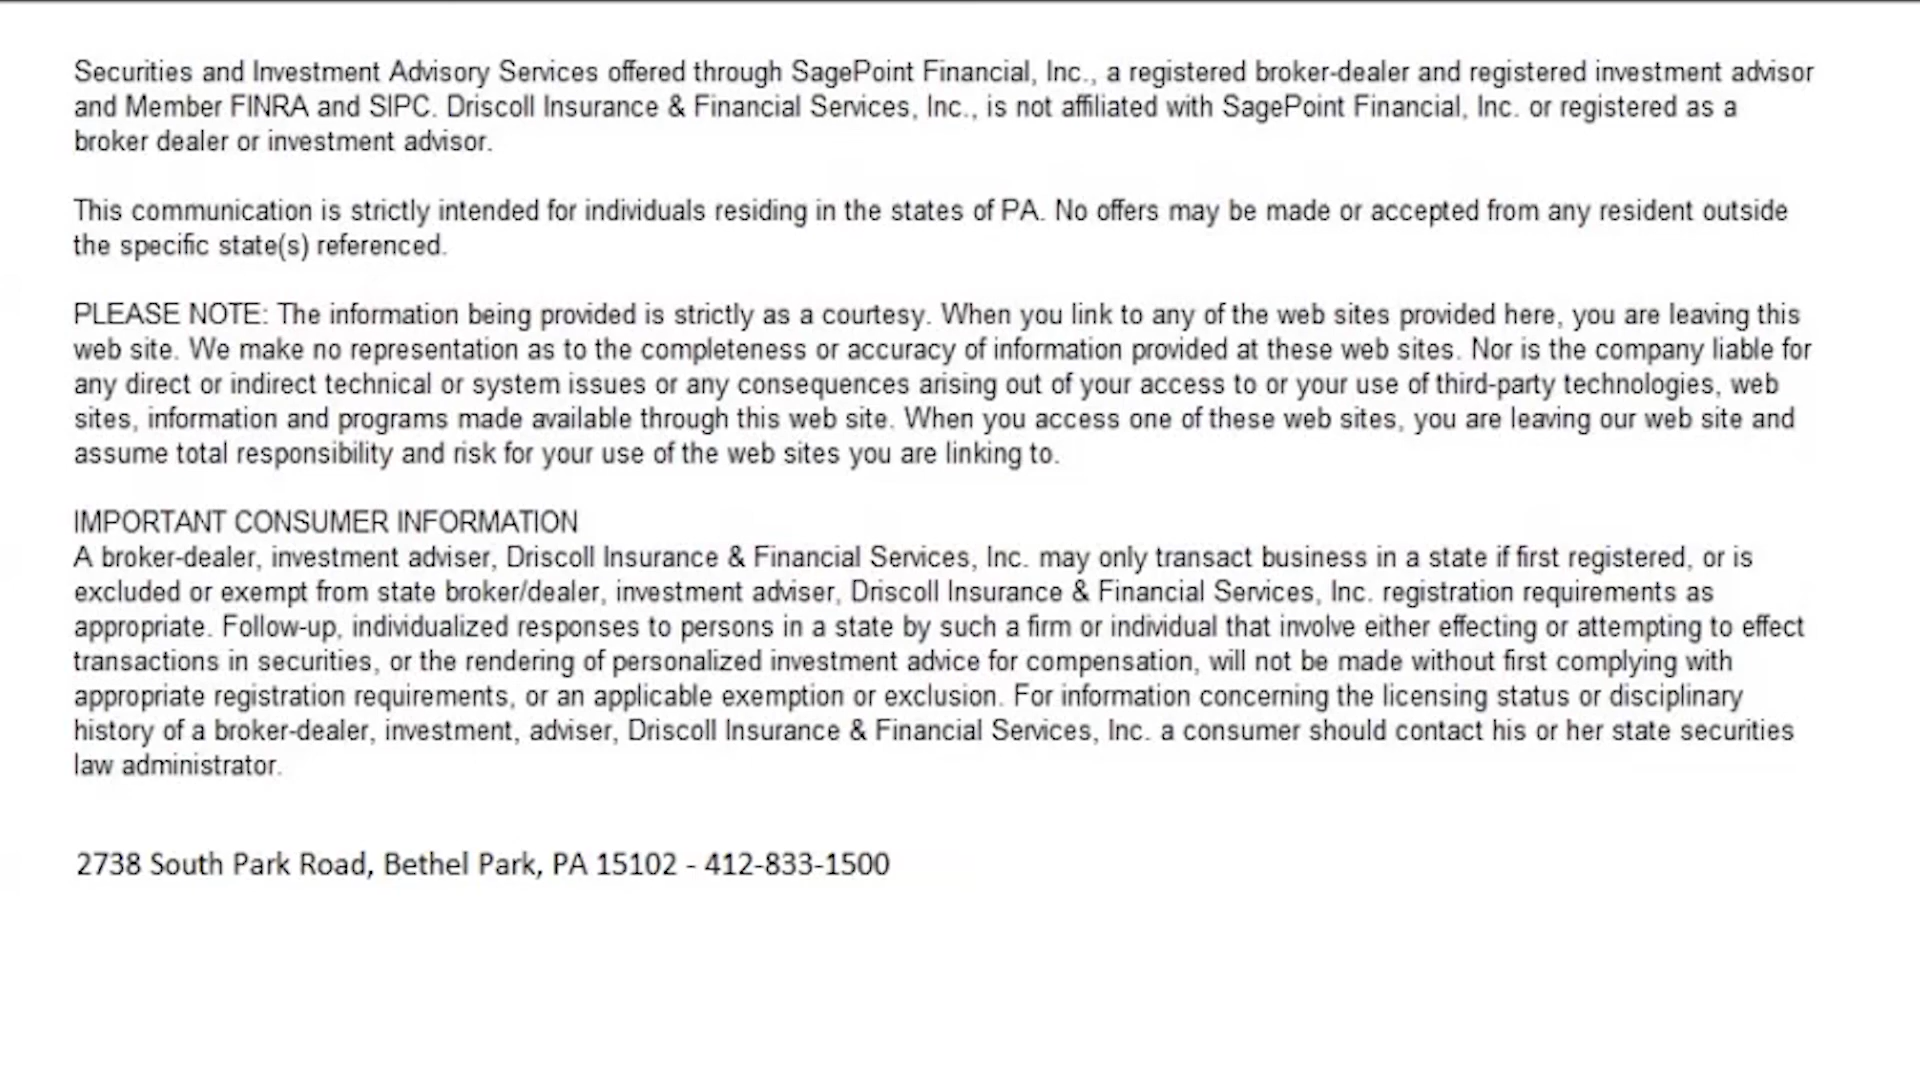 Securities and Investment Advisory Services offered through SagePoint Financial, Inc., a registered broker-dealer and registered investment advisor
and Member FINRA and SIPC. Driscoll Insurance & Financial Services, Inc., is not affiliated with SagePoint Financial, Inc. or registered as a
broker dealer or investment advisor.
This communication is strictly intended for individuals residing in the states of PA. No offers may be made or accepted from any resident outside
the specific state(s) referenced.
PLEASE NOTE: The information being provided is strictly as a courtesy. When you link to any of the web sites provided here, you are leaving this
web site. We make no representation as to the completeness or accuracy of information provided at these web sites. Nor is the company liable for
any direct or indirect technical or system issues or any consequences arising out of your access to or your use of third-party technologies, web
sites, information and programs made available through this web site. When you access one of these web sites, you are leaving our web site and
assume total responsibility and risk for your use of the web sites you are linking to.
IMPORTANT CONSUMER INFORMATION
A broker-dealer, investment adviser, Driscoll Insurance & Financial Services, Inc. may only transact business in a state if first registered, or is
excluded or exempt from state broker/dealer, investment adviser, Driscoll Insurance & Financial Services, Inc. registration requirements as
appropriate. Follow-up, individualized responses to persons in a state by such a firm or individual that involve either effecting or attempting to effect
transactions in securities, or the rendering of personalized investment advice for compensation, will not be made without first complying with
appropriate registration requirements, or an applicable exemption or exclusion. For information concerning the licensing status or disciplinary
history of a broker-dealer, investment, adviser, Driscoll Insurance & Financial Services, Inc. a consumer should contact his or her state securities
law administrator.
2738 South Park Road, Bethel Park, PA 15102 - 412-833-1500